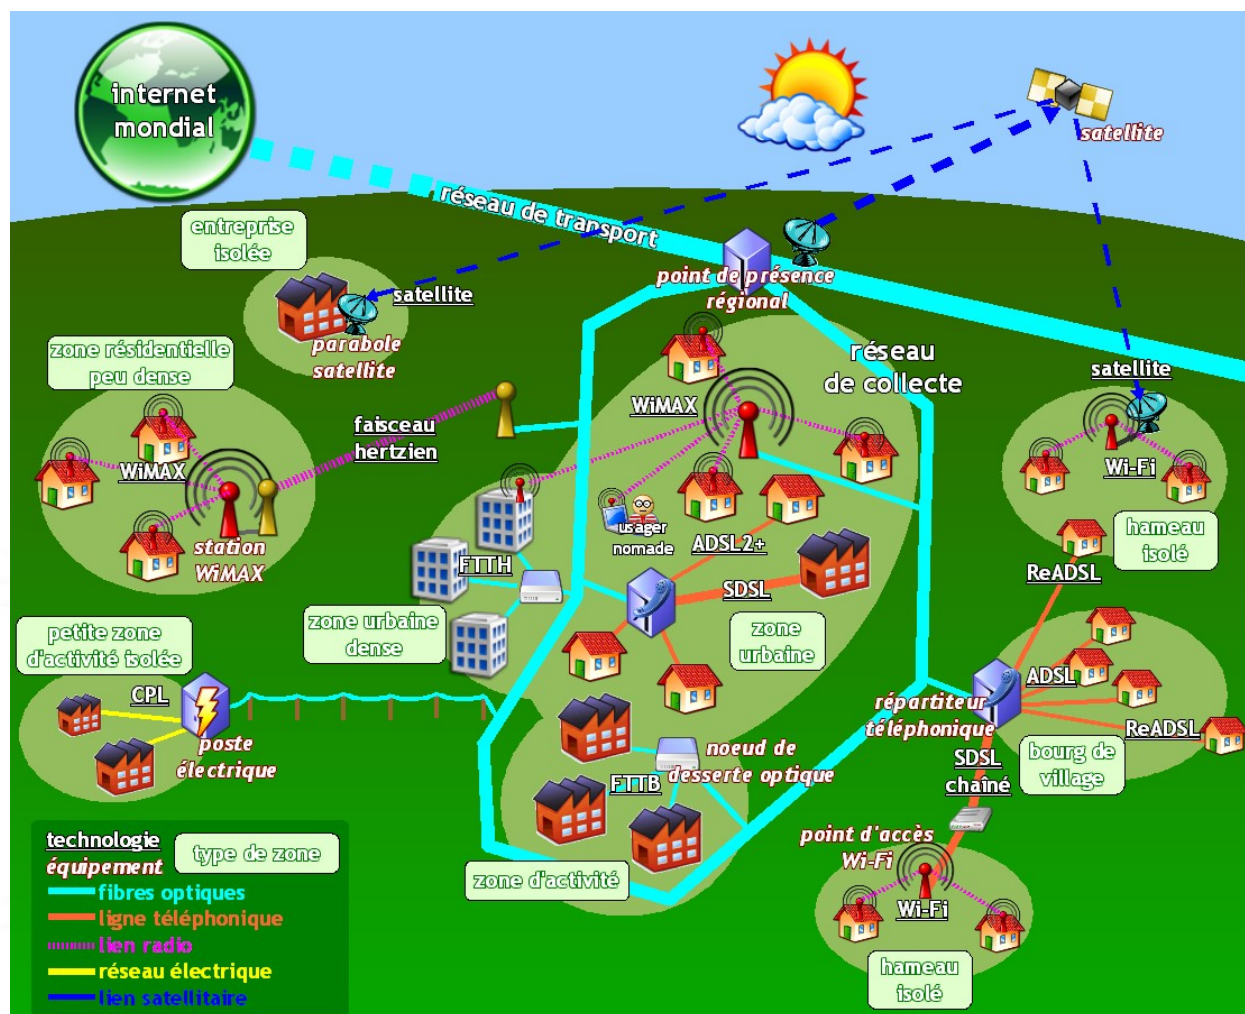 internet
mondial
satellite
réseau de transport
entreprise
isolée
point de présence
régional
satellite
parabole
satellite
zone résidentielle
peu dense
réseau
de collecte
satellite
WiMAX
faisceau
hertzien
WiMAX
Wi-Fi
station
WiMAX
usager
nomade
ADSL2+
hameau
isolé
FTTH
SDSL
ReADSL
zone urbaine
dense
zone
urbaine
petite zone
d'activité isolée
CPL
ADSL
répartiteur
téléphonique
ReADSL
poste
électrique
noeud de
desserte optique
SDSL
chaîné
bourg de
village
FTTB
point d'accès
Wi-Fi
zone d'activité
Wi-Fi
hameau
isolé
technologie
équipement
type de zone
fibres optiques
ligne téléphonique
lien radio
réseau électrique
lien satellitaire